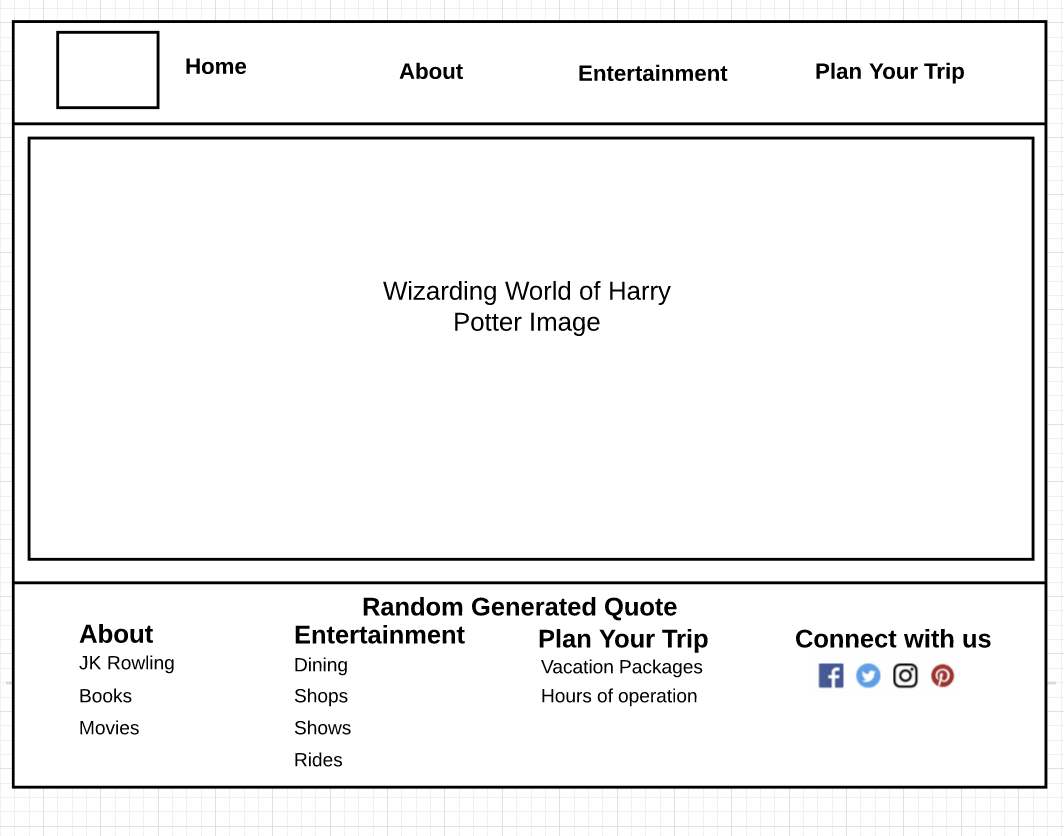 Home
About
Entertainment
Plan Your Trip
Wizarding World of Harry
Potter Image
Random Generated Quote
About
JK Rowling
Books
Movies
Entertainment
Dining
Shops
Shows
Rides
Plan Your Trip
Vacation Packages
Hours of operation
Connect with us